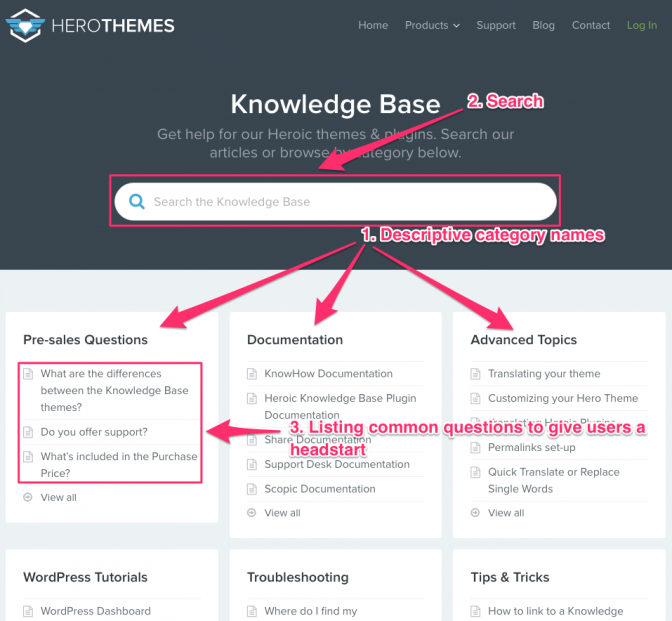 HEROTHEMES
Home Products Support Blog Contact Log In
Knowledge Base
2. Search
Get help for our Heroic themes & plugins. Search our
articles or browse by category below.
Search the Knowledge Base
1. Descriptive category names
Pre-sales Questions
What are the differences
between the Knowledge Base
themes?
Do you offer support?
What's included in the Purchase
Price?
View all
Documentation
KnowHow Documentation
Heroic Knowledge Base Plugin
Documentation
Share Documentation
Support Desk Documentation
Scopic Documentation
View all
Advanced Topics
Translating your theme
Customizing your Hero Theme
Translating Heroic Plugins
Permalinks set-up
Quick Translate or Replace
Single Words
View all
3. Listing common questions to give users a
headstart
WordPress Tutorials
WordPress Dashboard
Troubleshooting
Where do I find my
Tips & Tricks
How to link to a Knowledge